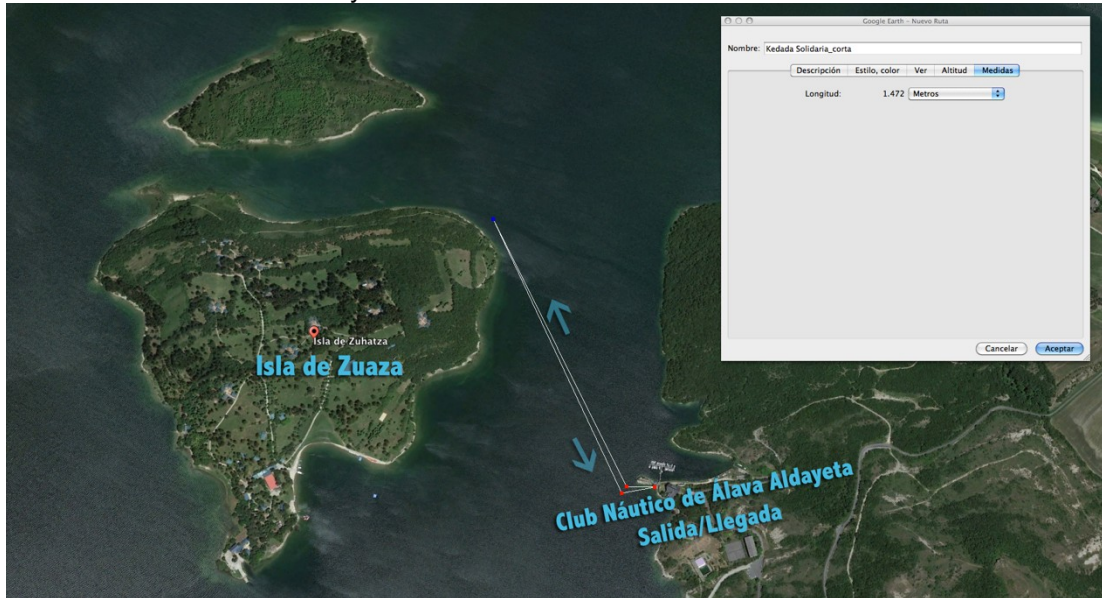 Google Earth - Nuevo Ruta
Nombre: Kedada Solidaria_corta
Descripción Estilo, color Ver Altitud Medidas
Longitud: 1.472 Metros
Cancelar Aceptar
Isla de Zuhatza
Isla de Zuaza
Club Náutico de Alava Aldayeta
Salida/Llegada